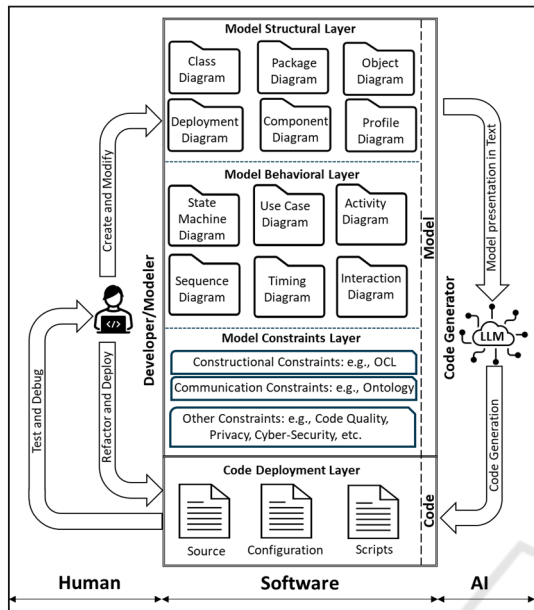 Model Structural Layer
Class
Diagram
Package
Diagram
Object
Diagram
Deployment
Diagram
Component
Diagram
Profile
Diagram
Model Behavioral Layer
State
Machine
Diagram
Use Case
Diagram
Activity
Diagram
Sequence
Diagram
Timing
Diagram
Interaction
Diagram
Model Constraints Layer
Constructional Constraints: e.g., OCL
Communication Constraints: e.g., Ontology
Other Constraints: e.g., Code Quality,
Privacy, Cyber-Security, etc.
Code Deployment Layer
Source
Configuration
Scripts
Model
Code
Create and Modify
Developer/Modeler
Test and Debug
Refactor and Deploy
Model presentation in Text
Code Generator
LLM
Code Generation
Human
Software
AI